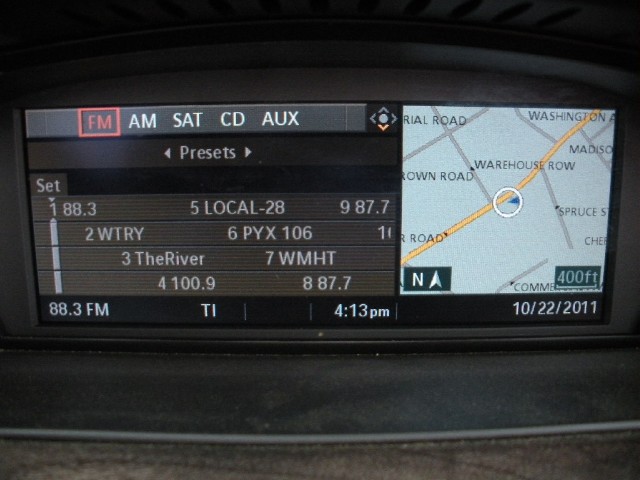 FM AM SAT CD AUX
Presets
Set
1 88.3 5 LOCAL-28 9 87.7
2 WTRY 6 PYX 106
3 TheRiver 7 WMHT
4 100.9 8 87.7
88.3 FM TI 4:13pm
RIAL ROAD WASHINGTON A
MADISO
WAREHOUSE ROW
ROWN ROAD
SPRUCE S
R ROAD
CHE
N 400ft
COMME
10/22/2011